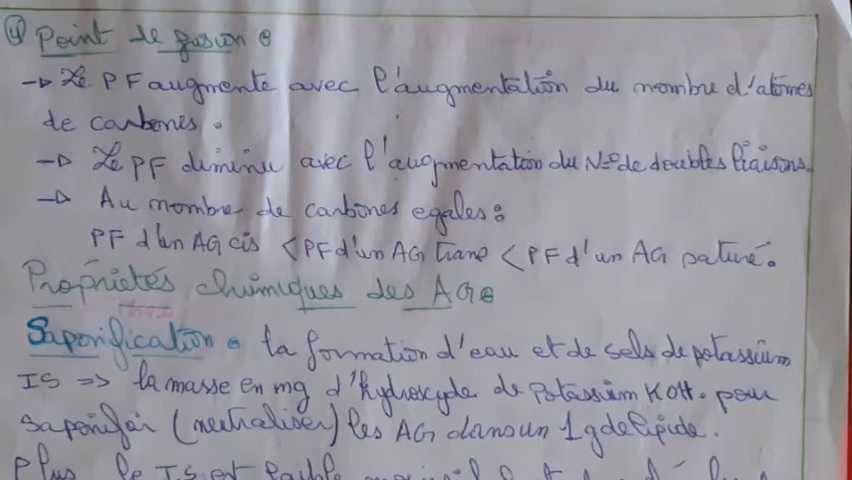 ④ Point de fusion :
→ Le PF augmente avec l'augmentation du nombre d'atômes
de carbones.
→ Le PF diminu avec l'augmentation du N=° de doubles liaisons.
→ Au nombre de carbones egales :
PF d'un AG cis < PF d'un AG trans < PF d'un AG saturé.
Propriétés chimiques des AG :
Saponification : la formation d'eau et de sels de potassium
IS => la masse en mg d'hydroxyde de Potassium KOH. pour
saponifier (neutraliser) les AG dans un 1g de lipide.
Plus le IS est faible